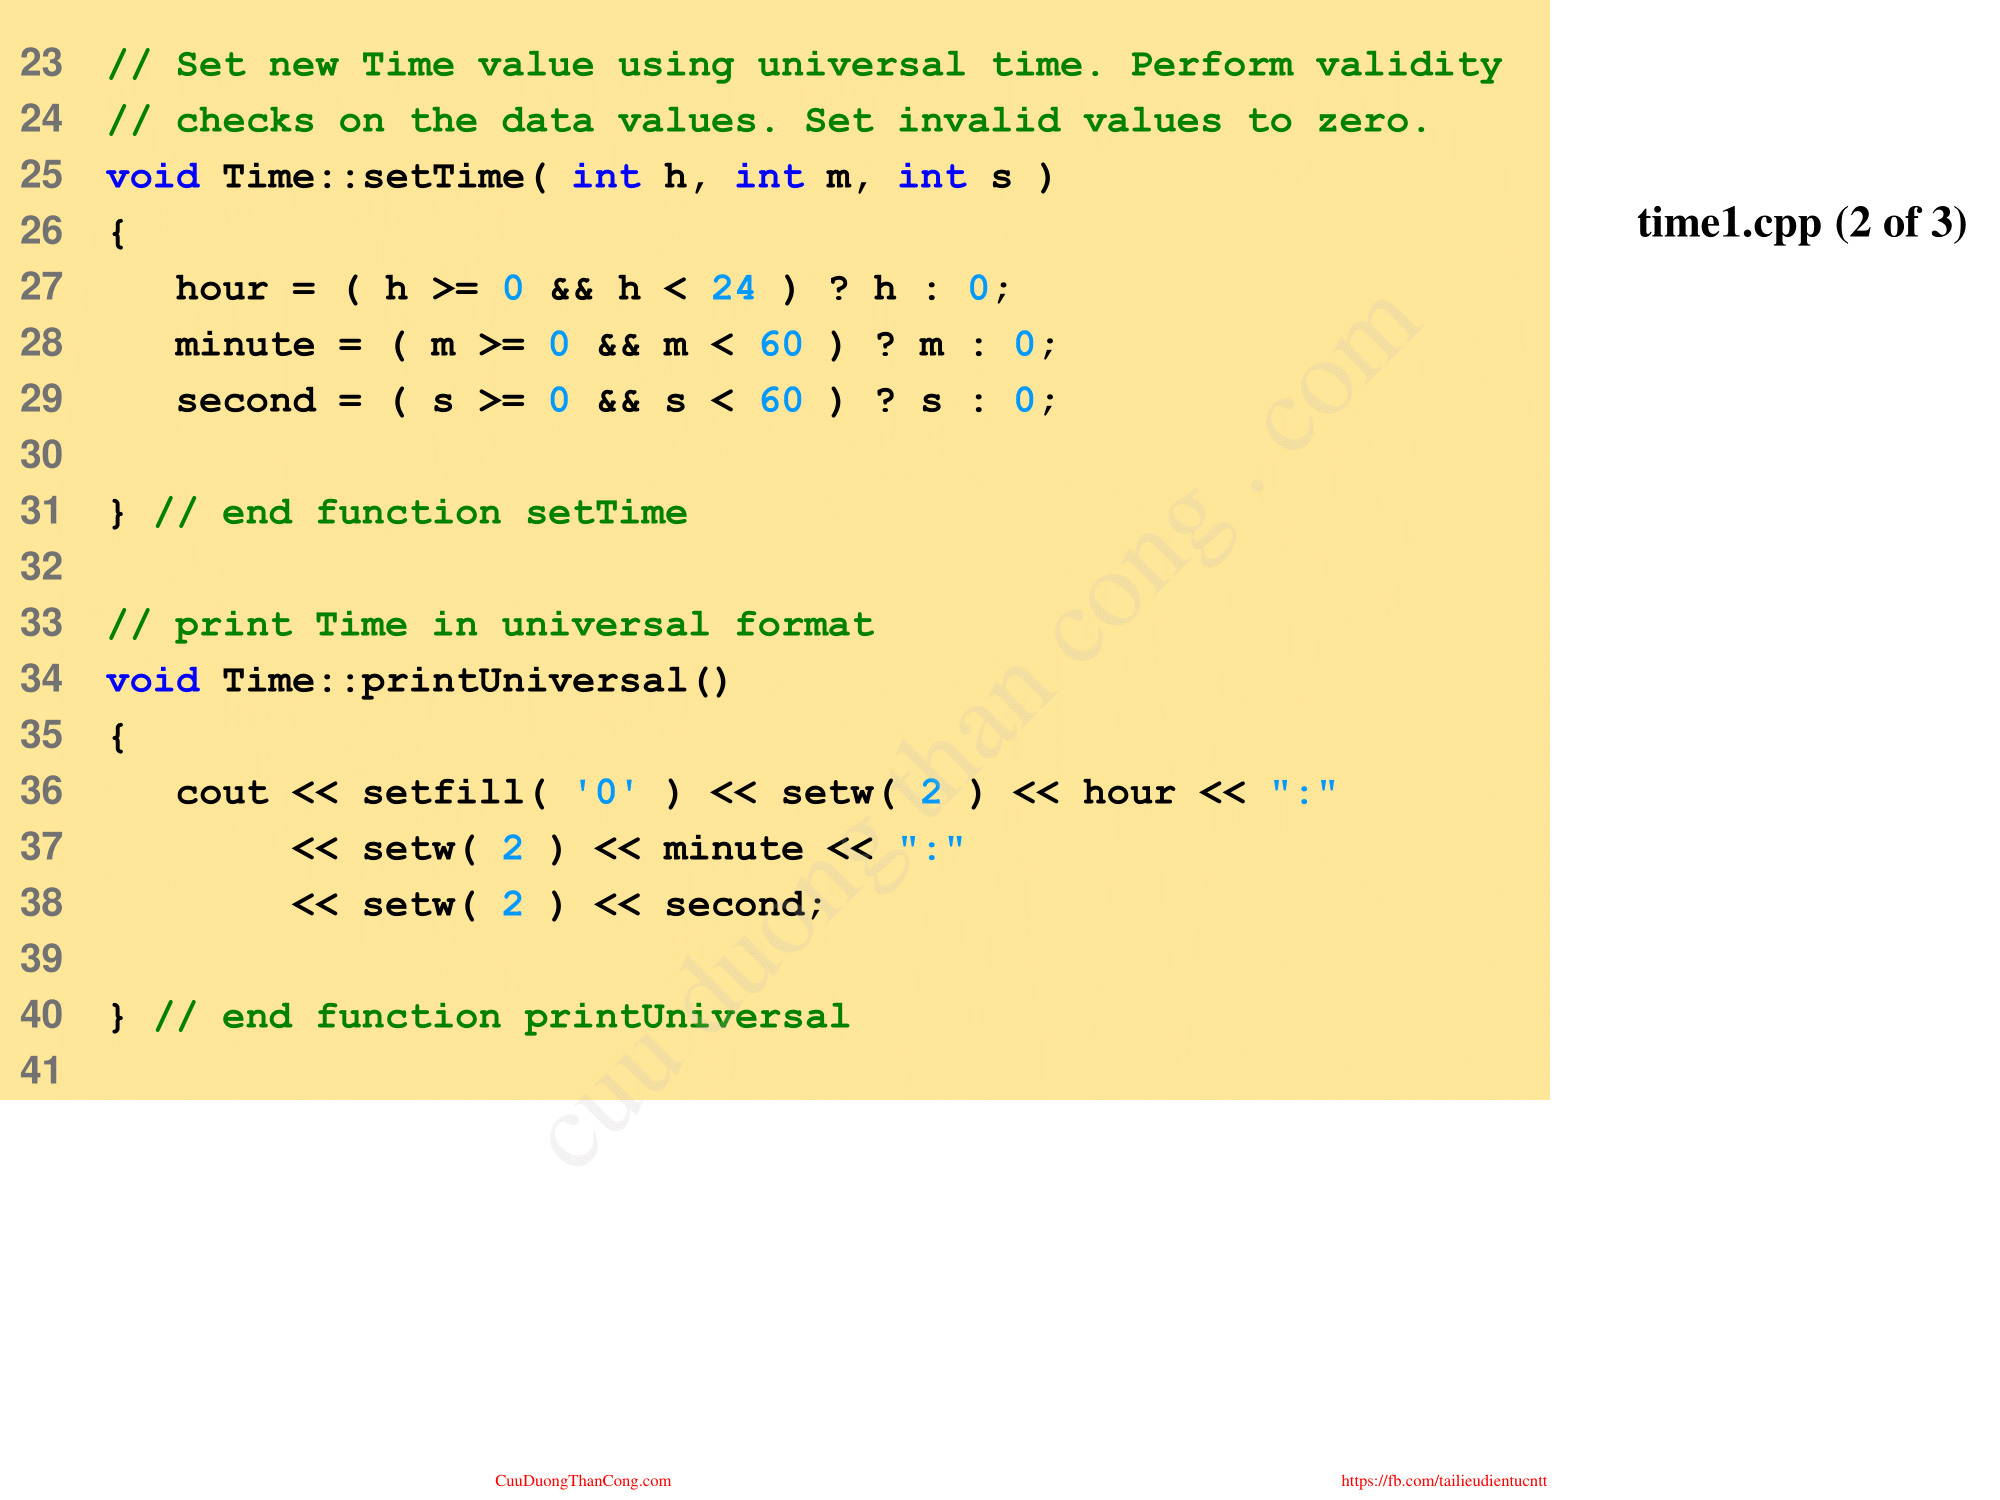 23 // Set new Time value using universal time. Perform validity
24 // checks on the data values. Set invalid values to zero.
25 void Time::setTime( int h, int m, int s )
26 {
27 hour = ( h >= 0 && h < 24 ) ? h : 0;
28 minute = ( m >= 0 && m < 60 ) ? m : 0;
29 second = ( s >= 0 && s < 60 ) ? s : 0;
30
31 } // end function setTime
32
33 // print Time in universal format
34 void Time::printUniversal()
35 {
36 cout << setfill( '0' ) << setw( 2 ) << hour << ":"
37 << setw( 2 ) << minute << ":"
38 << setw( 2 ) << second;
39
40 } // end function printUniversal
41
time1.cpp (2 of 3)
cuu duong than cong . com
CuuDuongThanCong.com
https://fb.com/tailieudientucntt